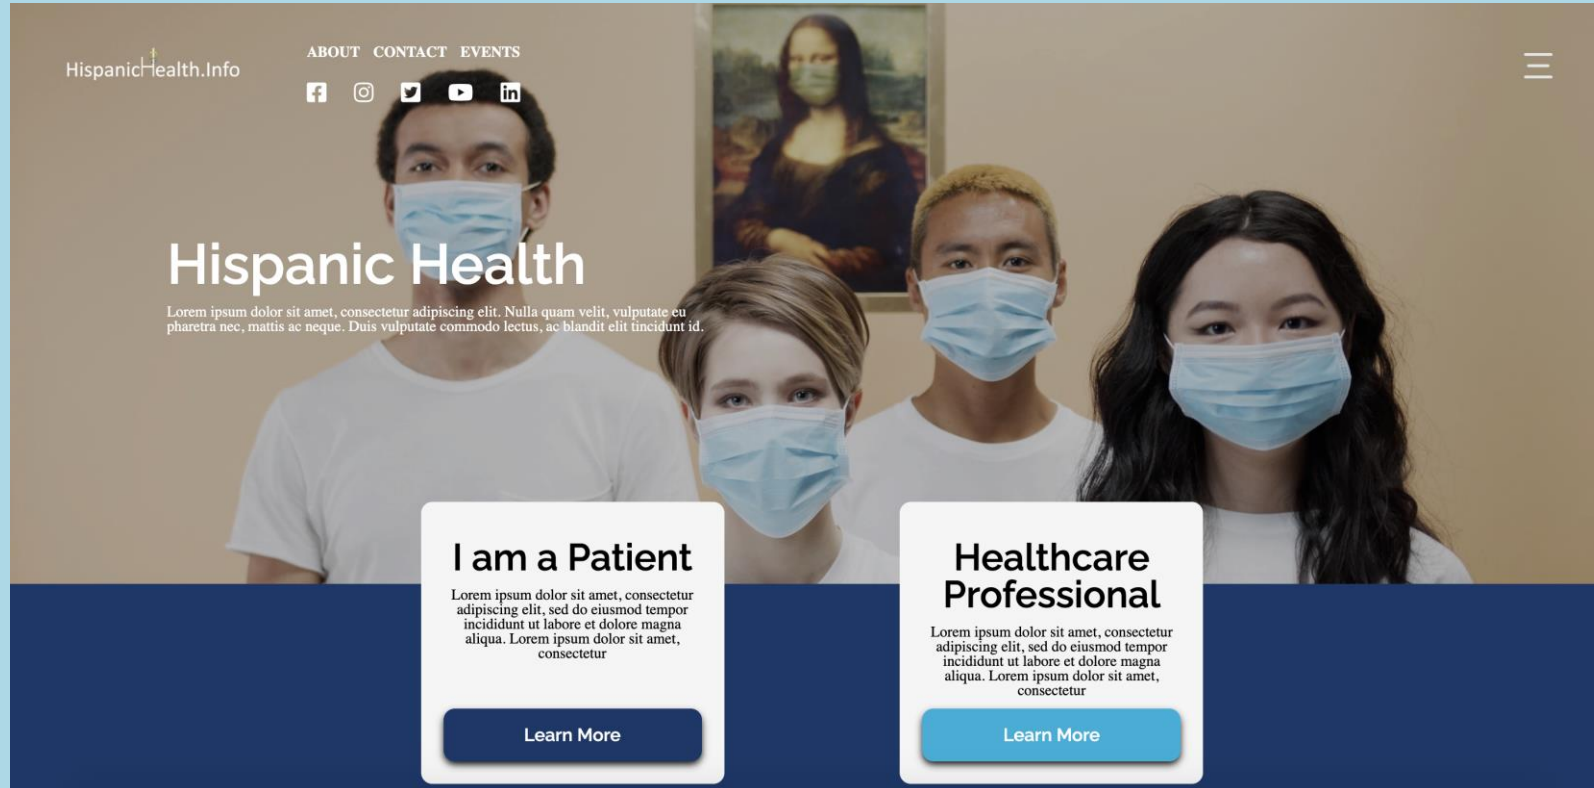 HispanicHealth.Info
ABOUT CONTACT EVENTS
Hispanic Health
Lorem ipsum dolor sit amet, consectetur adipiscing elit. Nulla quam velit, vulputate eu
pharetra nec, mattis ac neque. Duis vulputate commodo lectus, ac blandit elit tincidunt id.
I am a Patient
Lorem ipsum dolor sit amet, consectetur
adipiscing elit, sed do eiusmod tempor
incididunt ut labore et dolore magna
aliqua. Lorem ipsum dolor sit amet,
consectetur
Learn More
Healthcare
Professional
Lorem ipsum dolor sit amet, consectetur
adipiscing elit, sed do eiusmod tempor
incididunt ut labore et dolore magna
aliqua. Lorem ipsum dolor sit amet,
consectetur
Learn More